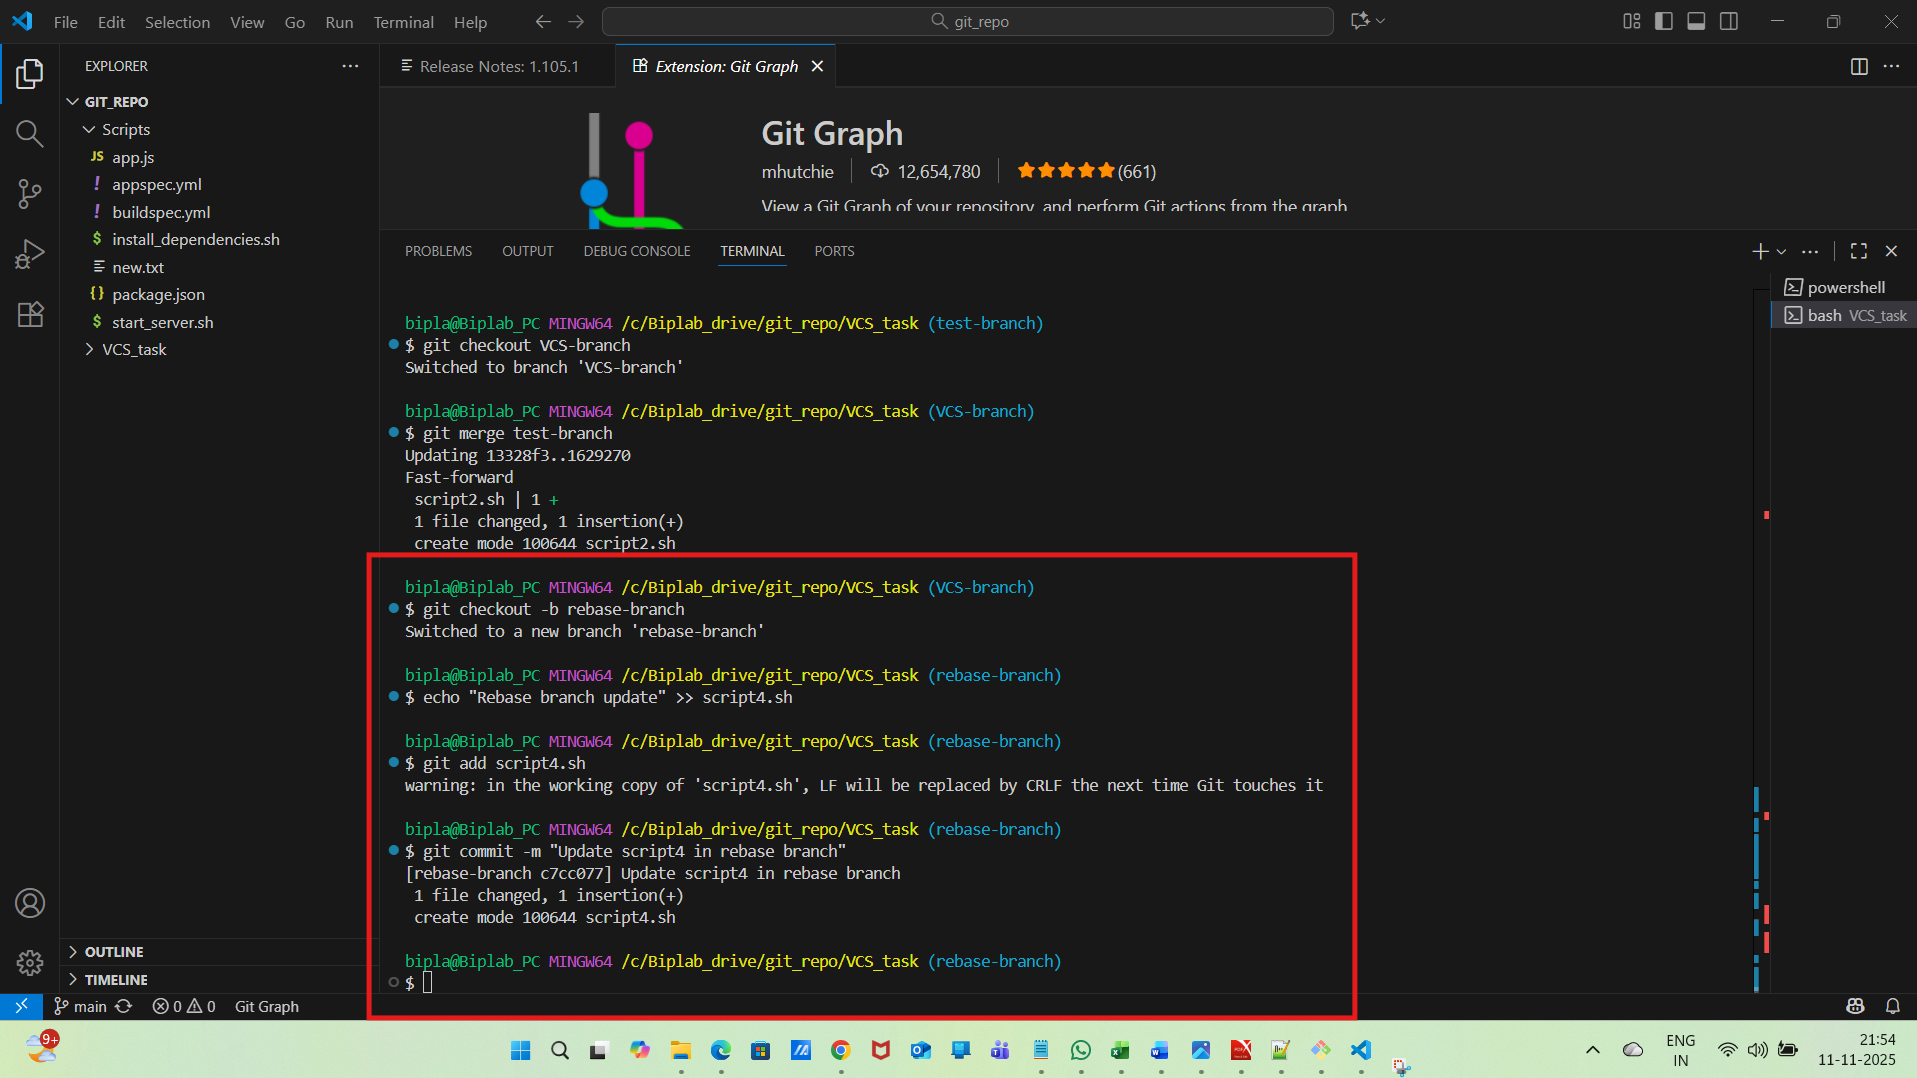 File Edit Selection View Go Run Terminal Help
git_repo
EXPLORER
Release Notes: 1.105.1
Extension: Git Graph
GIT_REPO
Scripts
JS app.js
! appspec.yml
! buildspec.yml
$ install_dependencies.sh
new.txt
{} package.json
$ start_server.sh
VCS_task
Git Graph
mhutchie
12,654,780
(661)
View a Git Graph of your repository, and perform Git actions from the graph
PROBLEMS OUTPUT DEBUG CONSOLE TERMINAL PORTS
powershell
bash VCS_task
bipla@Biplab_PC MINGW64 /c/Biplab_drive/git_repo/VCS_task (test-branch)
$ git checkout VCS-branch
Switched to branch 'VCS-branch'
bipla@Biplab_PC MINGW64 /c/Biplab_drive/git_repo/VCS_task (VCS-branch)
$ git merge test-branch
Updating 13328f3..1629270
Fast-forward
script2.sh | 1 +
1 file changed, 1 insertion(+)
create mode 100644 script2.sh
bipla@Biplab_PC MINGW64 /c/Biplab_drive/git_repo/VCS_task (VCS-branch)
$ git checkout -b rebase-branch
Switched to a new branch 'rebase-branch'
bipla@Biplab_PC MINGW64 /c/Biplab_drive/git_repo/VCS_task (rebase-branch)
$ echo "Rebase branch update" >> script4.sh
bipla@Biplab_PC MINGW64 /c/Biplab_drive/git_repo/VCS_task (rebase-branch)
$ git add script4.sh
warning: in the working copy of 'script4.sh', LF will be replaced by CRLF the next time Git touches it
bipla@Biplab_PC MINGW64 /c/Biplab_drive/git_repo/VCS_task (rebase-branch)
$ git commit -m "Update script4 in rebase branch"
[rebase-branch c7cc077] Update script4 in rebase branch
1 file changed, 1 insertion(+)
create mode 100644 script4.sh
bipla@Biplab_PC MINGW64 /c/Biplab_drive/git_repo/VCS_task (rebase-branch)
$
OUTLINE
TIMELINE
main 0 0 Git Graph
9+
ENG
IN
21:54
11-11-2025